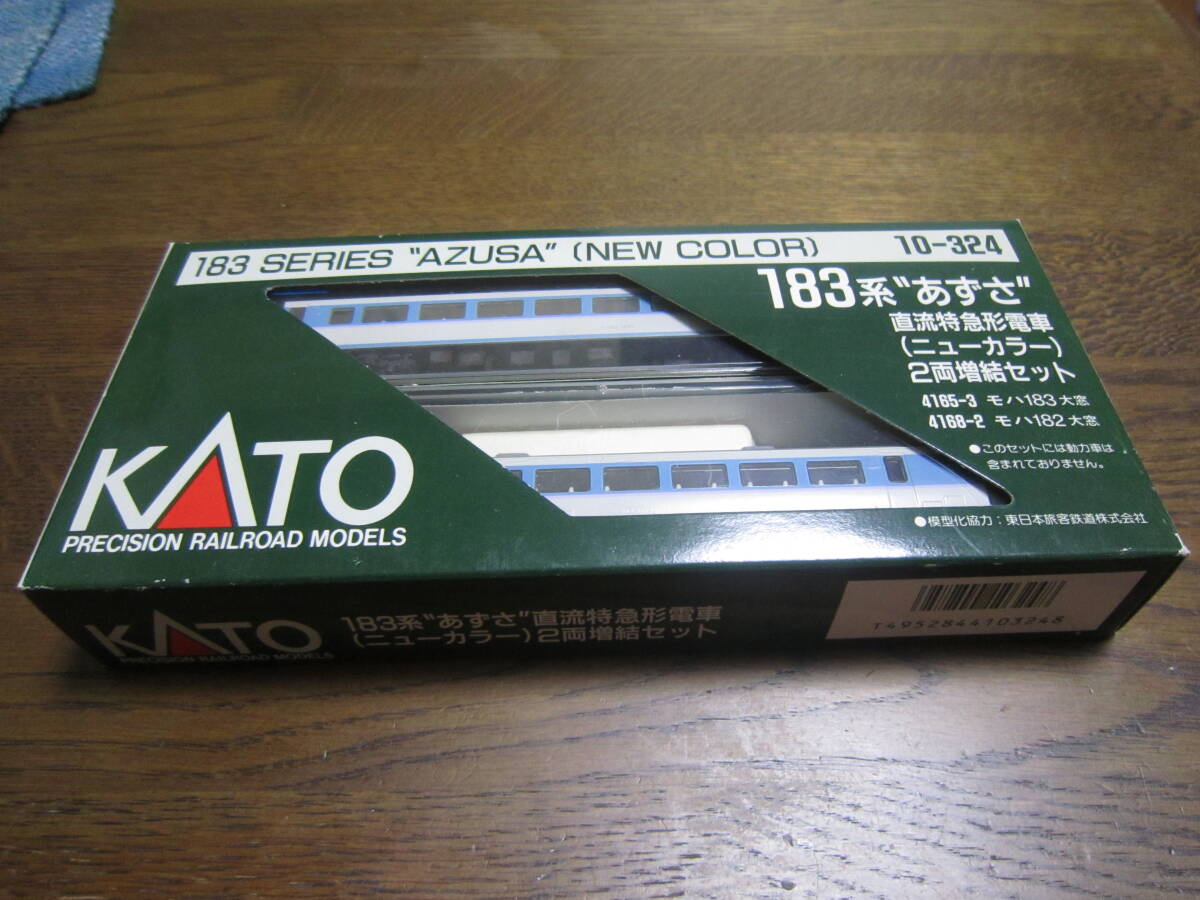 183 SERIES "AZUSA" (NEW COLOR) 10-324
183系"あずさ"
直流特急形電車
(ニューカラー)
2両増結セット
4165-3 モハ183大窓
4168-2 モハ182大窓
●このセットには動力車は
含まれておりません。
●模型化協力：東日本旅客鉄道株式会社
KATO
PRECISION RAILROAD MODELS
KATO
PRECISION RAILROAD MODELS
183系"あずさ"直流特急形電車
(ニューカラー)2両増結セット
T4952844103248